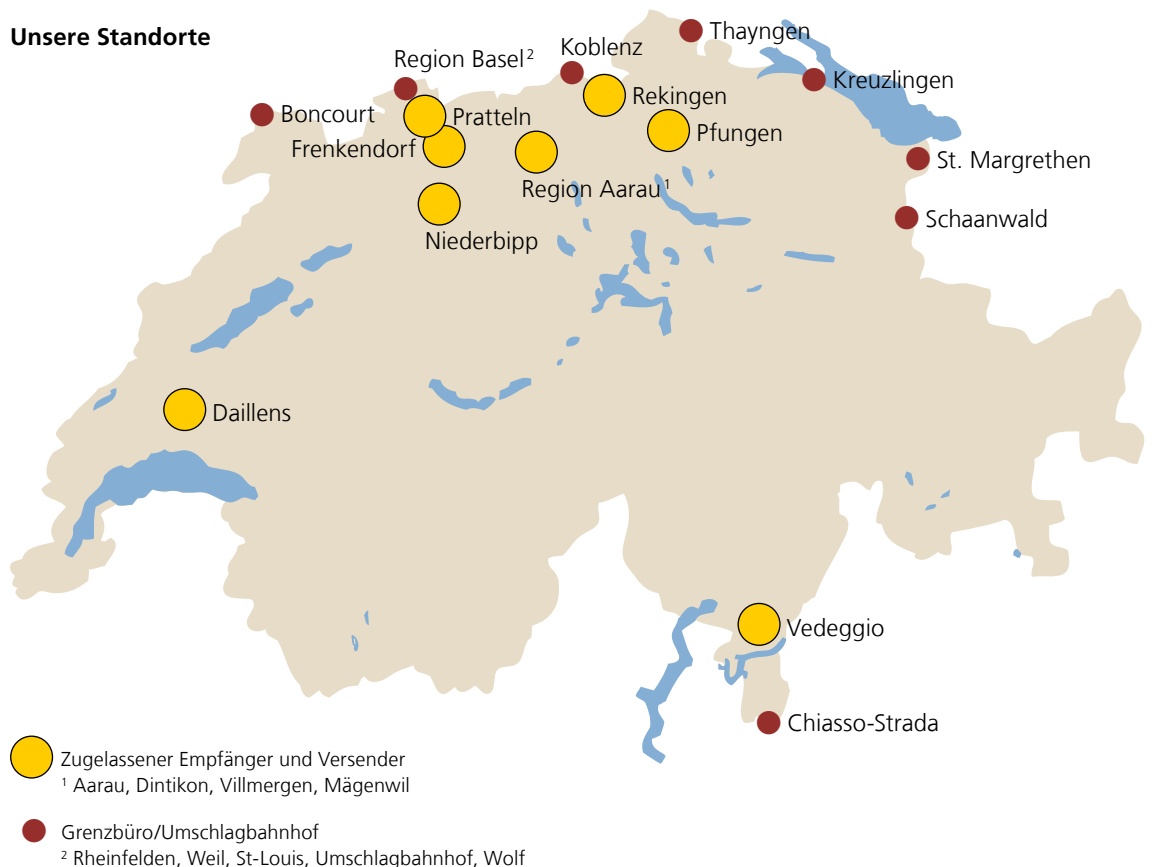 Unsere Standorte
Thayngen
Koblenz
Region Basel²
Kreuzlingen
Rekingen
Boncourt
Pratteln
Pfungen
Frenkendorf
St. Margrethen
Region Aarau¹
Schaanwald
Niederbipp
Daillens
Vedeggio
Chiasso-Strada
Zugelassener Empfänger und Versender
¹ Aarau, Dintikon, Villmergen, Mägenwil
Grenzbüro/Umschlagbahnhof
² Rheinfelden, Weil, St-Louis, Umschlagbahnhof, Wolf